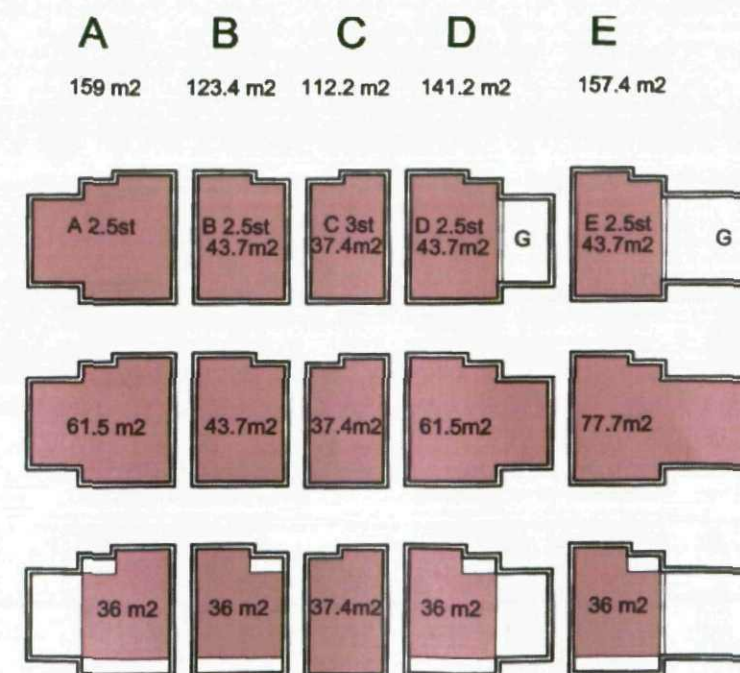 A B C D E
159 m2 123.4 m2 112.2 m2 141.2 m2 157.4 m2
A 2.5st
B 2.5st
43.7m2
C 3st
37.4m2
D 2.5st
43.7m2
G
E 2.5st
43.7m2
G
61.5 m2 43.7m2 37.4m2 61.5m2 77.7m2
36 m2 36 m2 37.4m2 36 m2 36 m2